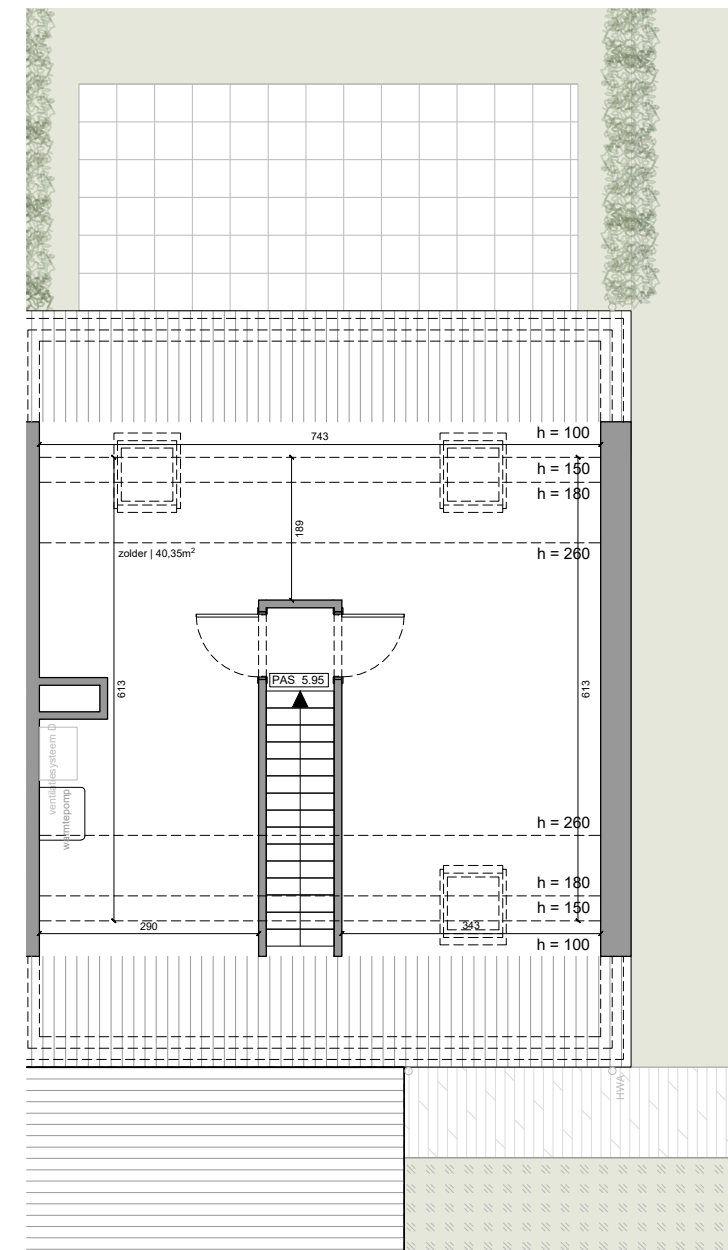 h = 100
743
h = 150
h = 180
189
zolder | 40,35m²
h = 260
PAS 5.95
613
613
ventilatiesysteem D
warmtepomp
h = 260
h = 180
h = 150
290
343
h = 100
HWA